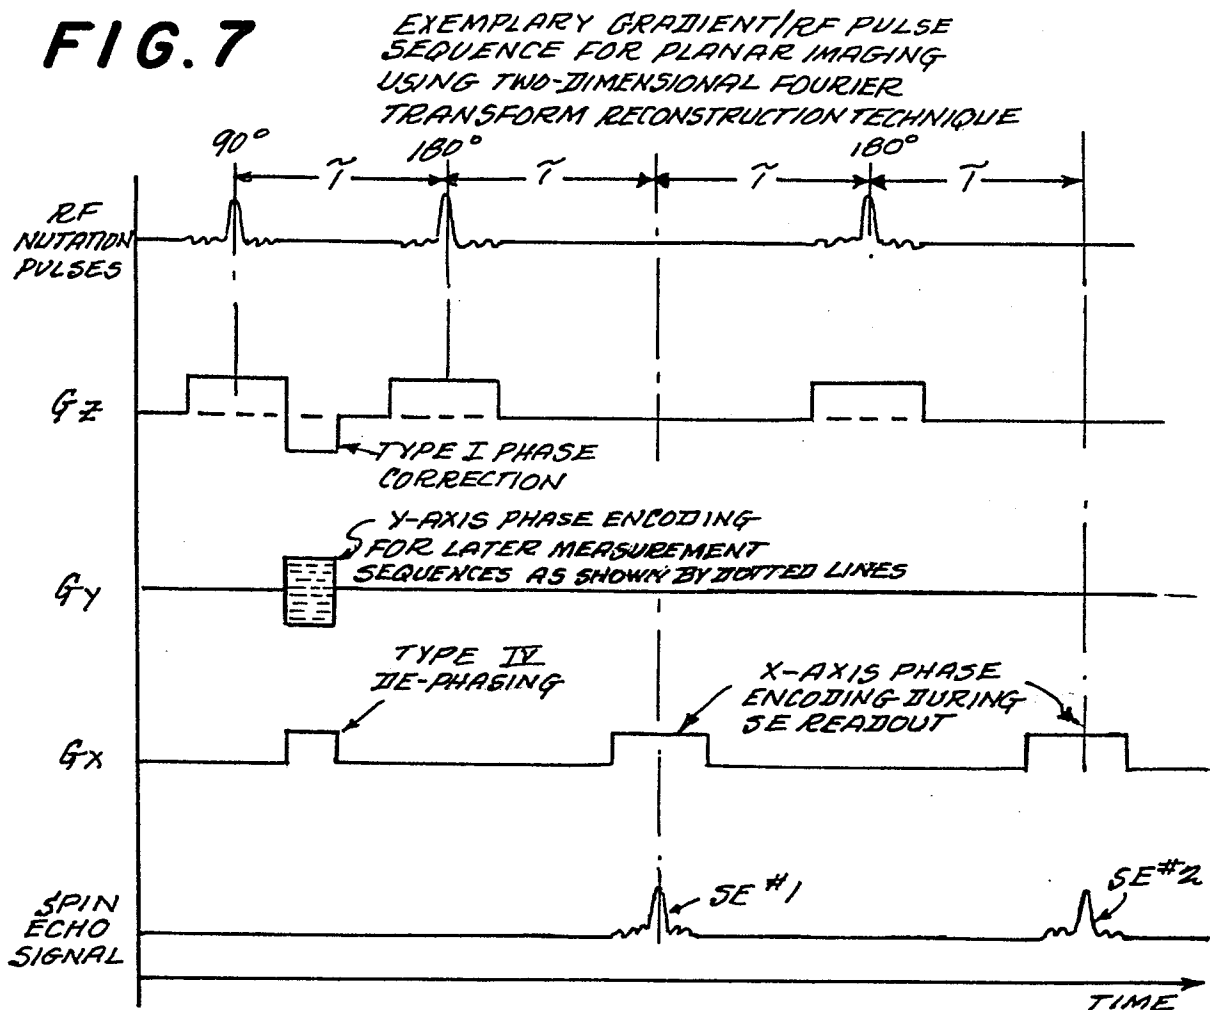 FIG. 7
EXEMPLARY GRADIENT/RF PULSE
SEQUENCE FOR PLANAR IMAGING
USING TWO-DIMENSIONAL FOURIER
TRANSFORM RECONSTRUCTION TECHNIQUE
90° 180° 180°
τ τ τ τ
RF
NUTATION
PULSES
GZ
TYPE I PHASE
CORRECTION
Y-AXIS PHASE ENCODING
FOR LATER MEASUREMENT
SEQUENCES AS SHOWN BY DOTTED LINES
GY
TYPE IV
DE-PHASING
X-AXIS PHASE
ENCODING DURING
SE READOUT
GX
SE #1
SE #2
SPIN
ECHO
SIGNAL
TIME